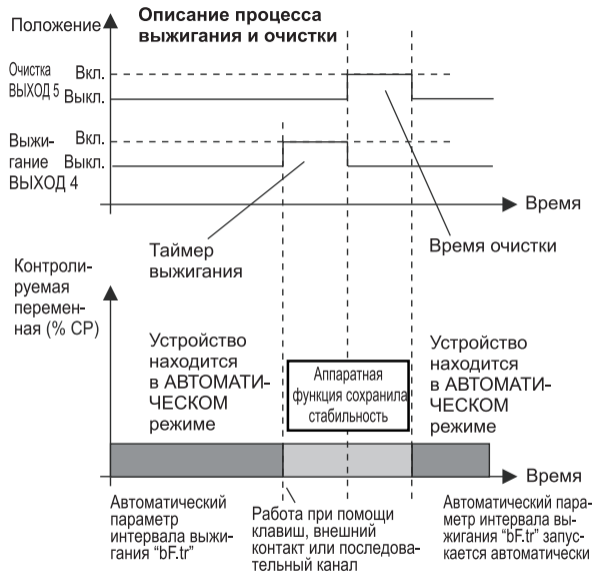 Описание процесса
выжигания и очистки
Положение
Очистка
ВЫХОД 5
Вкл.
Выкл.
Выжи-
гание
ВЫХОД 4
Вкл.
Выкл.
Время
Таймер
выжигания
Время очистки
Контроли-
руемая
перемен-
ная (% CP)
Устройство
находится
в АВТОМАТИ-
ЧЕСКОМ
режиме
Аппаратная
функция сохранила
стабильность
Устройство
находится
в АВТОМАТИ-
ЧЕСКОМ
режиме
Время
Автоматический
параметр
интервала выжи-
гания "bF.tr"
Работа при помощи
клавиш, внешний
контакт или последова-
тельный канал
Автоматический пара-
метр интервала вы-
жигания "bF.tr" запус-
кается автоматически